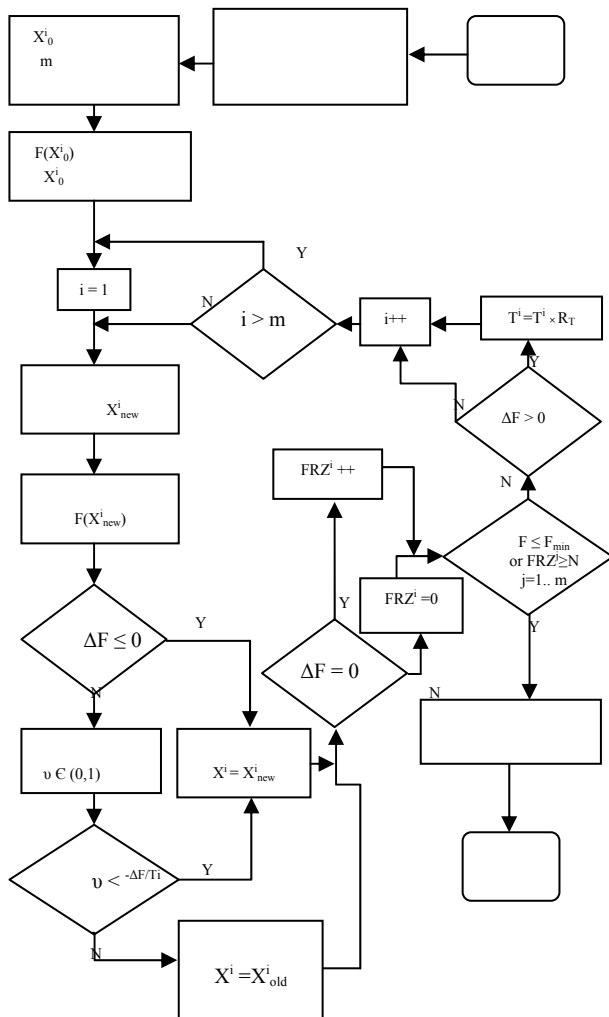 X^i_0
m
F(X^i_0)
X^i_0
Y
i = 1
N
i > m
i++
T^i=T^i × R_T
Y
X^i_new
N
ΔF > 0
FRZ^i ++
N
F(X^i_new)
F ≤ F_min
or FRZ^j≥N
j=1.. m
Y
FRZ^i =0
Y
ΔF ≤ 0
Y
ΔF = 0
N
N
υ Є (0,1)
X^i = X^i_new
υ < -ΔF/Ti
Y
N
X^i =X^i_old